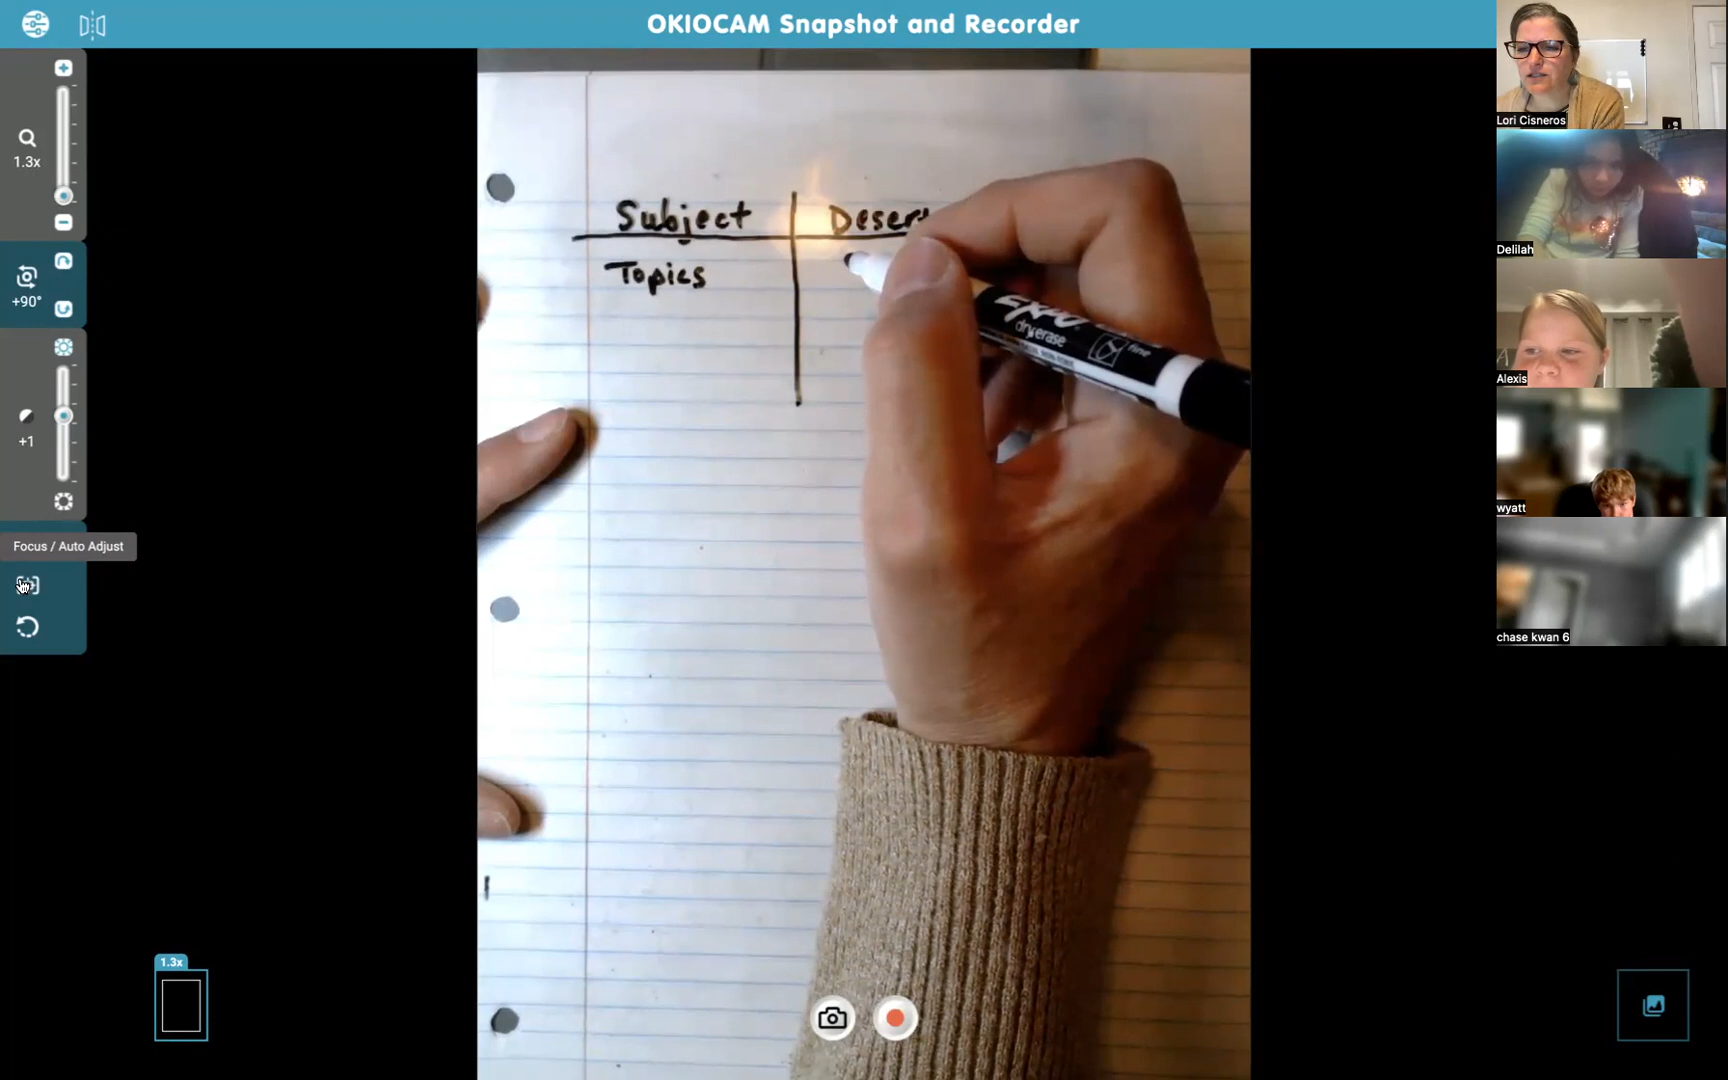 OKIOCAM Snapshot and Recorder
Lori Cisneros
1.3x
Subject
Topics
EXPO
dry erase
fine
Delilah
+90°
Alexis
+1
wyatt
Focus / Auto Adjust
chase kwan 6
1.3x